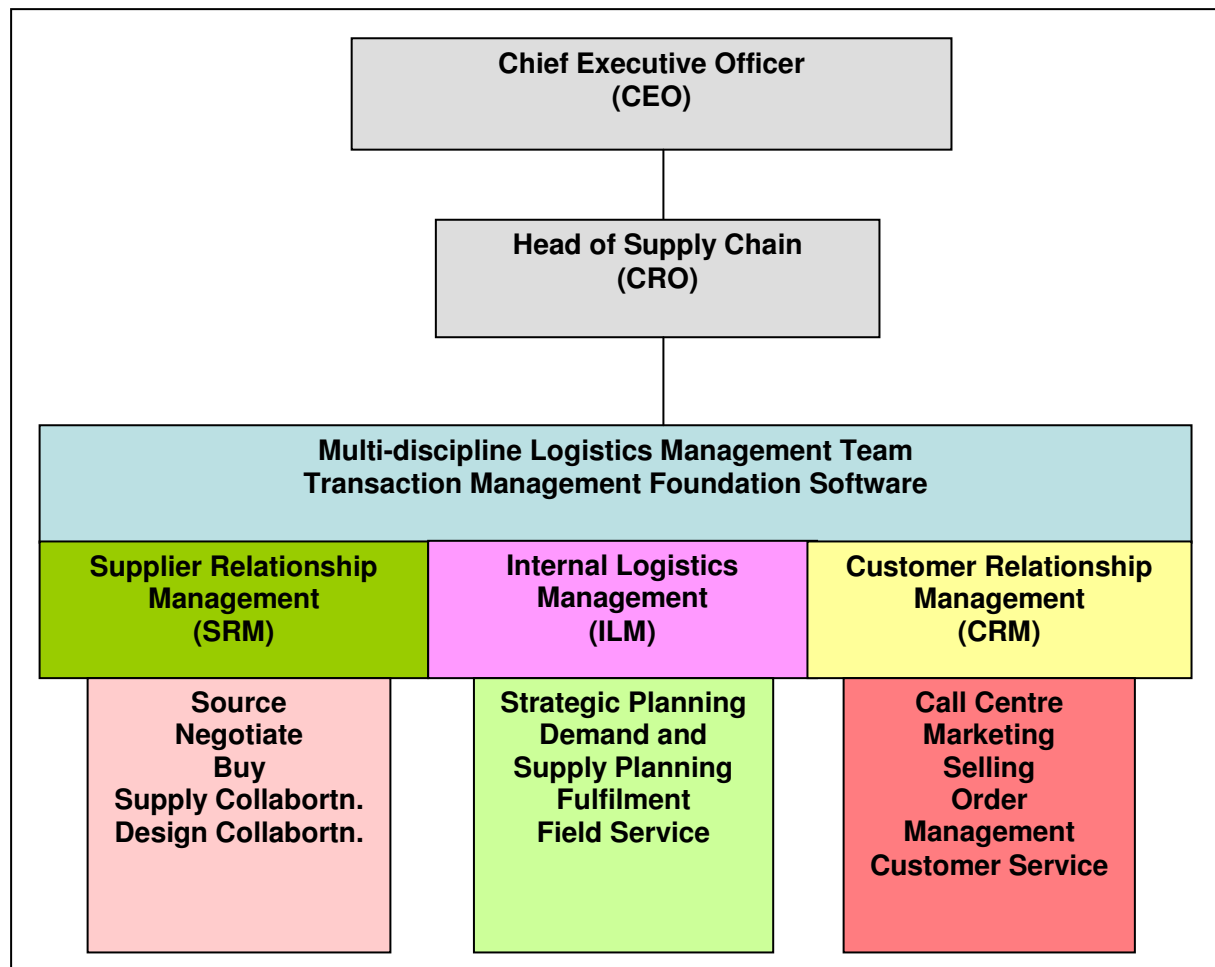 Chief Executive Officer
(CEO)
Head of Supply Chain
(CRO)
Multi-discipline Logistics Management Team
Transaction Management Foundation Software
Supplier Relationship
Management
(SRM)
Internal Logistics
Management
(ILM)
Customer Relationship
Management
(CRM)
Source
Negotiate
Buy
Supply Collabortn.
Design Collabortn.
Strategic Planning
Demand and
Supply Planning
Fulfilment
Field Service
Call Centre
Marketing
Selling
Order
Management
Customer Service